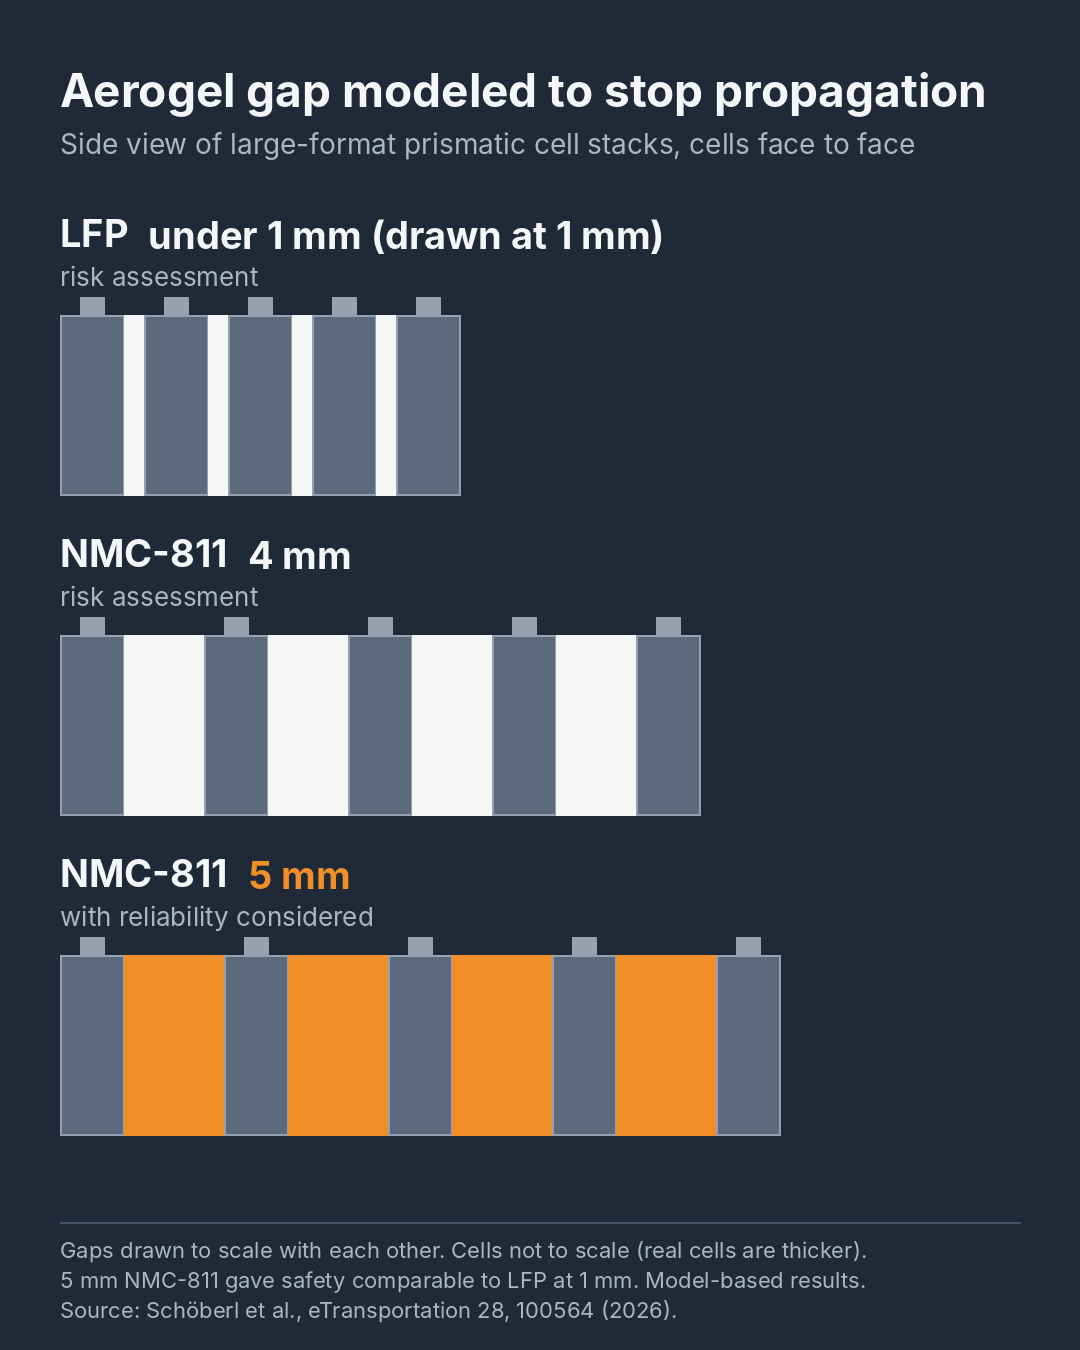 Aerogel gap modeled to stop propagation
Side view of large-format prismatic cell stacks, cells face to face
LFP under 1 mm (drawn at 1 mm)
risk assessment
NMC-811 4 mm
risk assessment
NMC-811 5 mm
with reliability considered
Gaps drawn to scale with each other. Cells not to scale (real cells are thicker).
5 mm NMC-811 gave safety comparable to LFP at 1 mm. Model-based results.
Source: Schöberl et al., eTransportation 28, 100564 (2026).